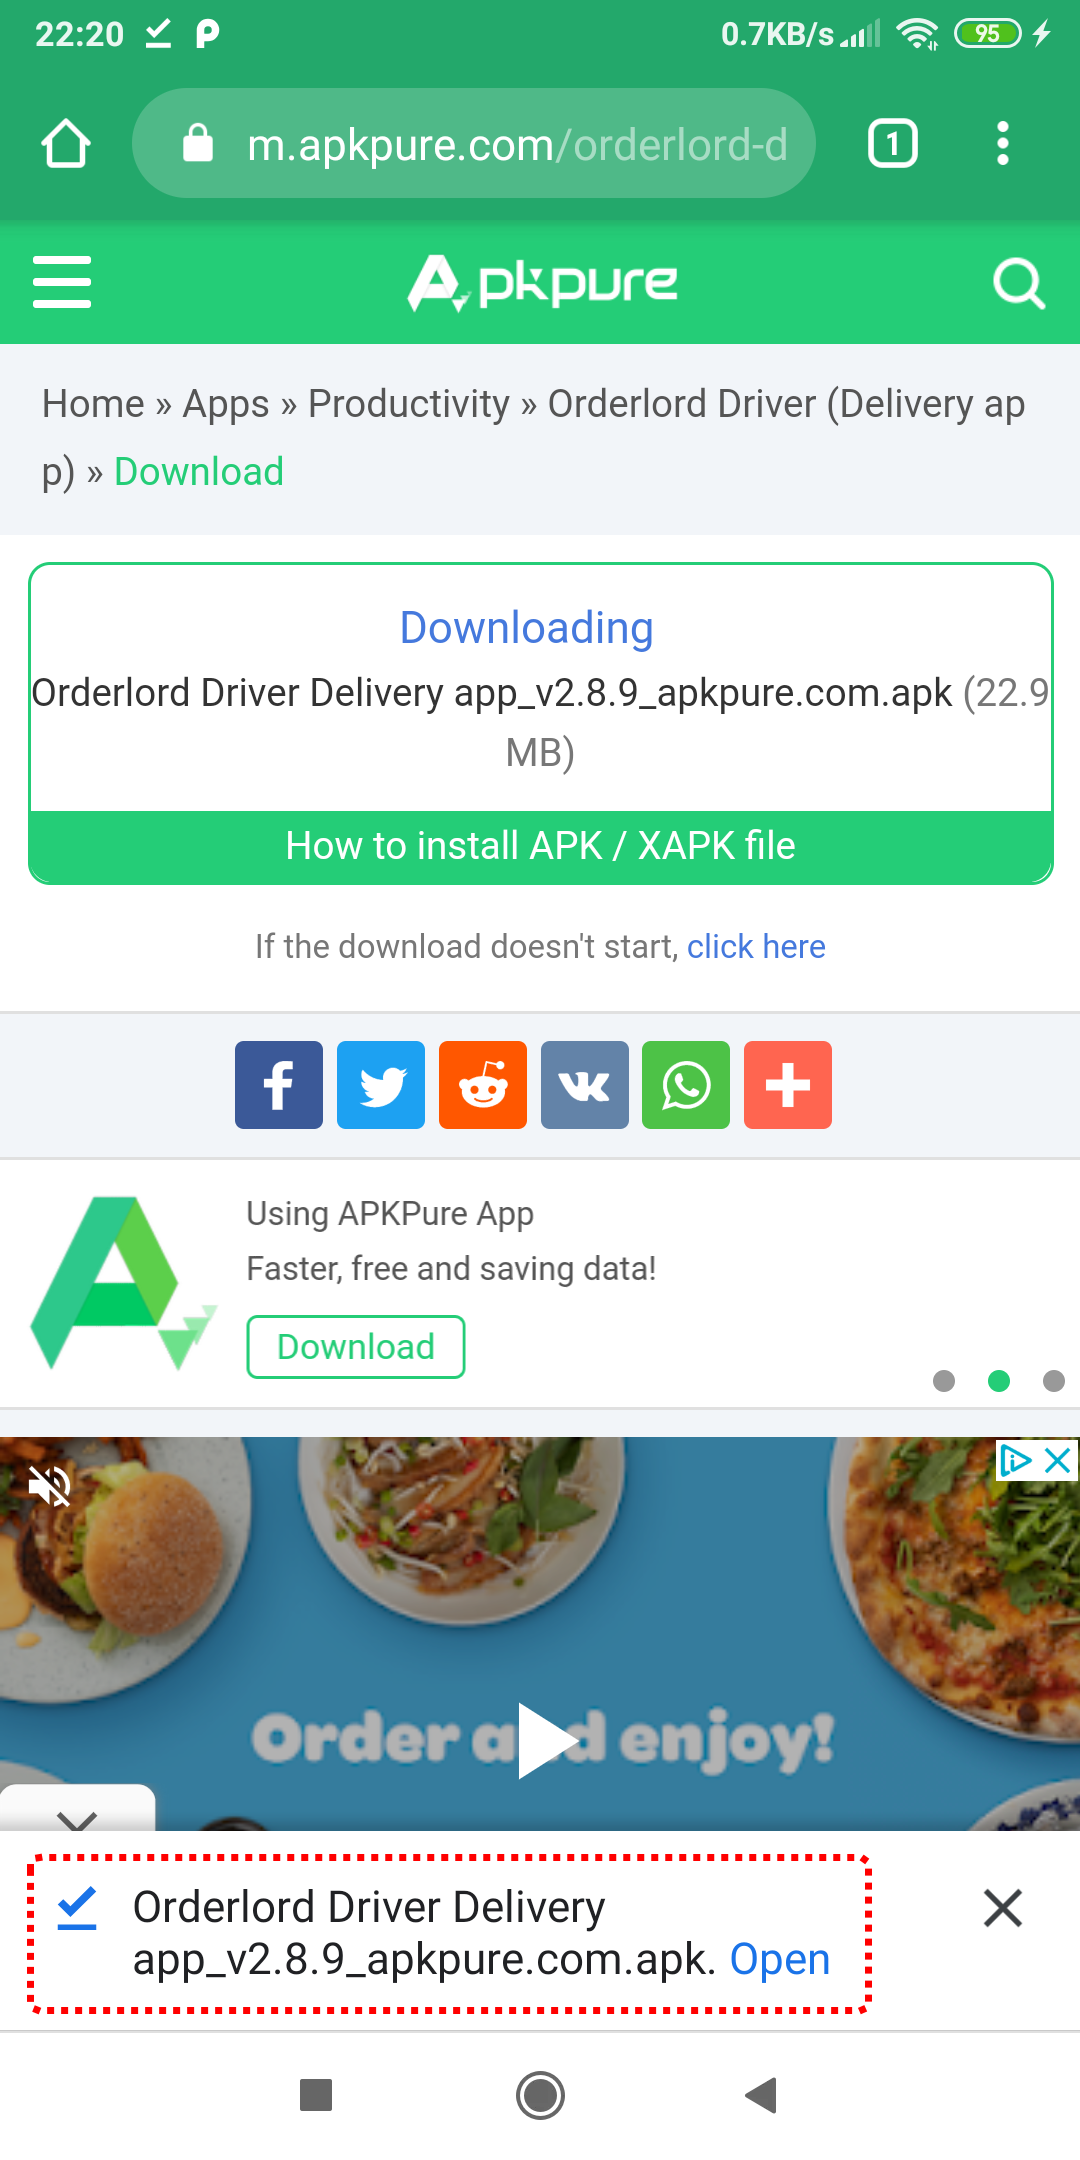 22:20 0.7KB/s 95
m.apkpure.com/orderlord-d 1
Apkpure
Home » Apps » Productivity » Orderlord Driver (Delivery ap
p) » Download
Downloading
Orderlord Driver Delivery app_v2.8.9_apkpure.com.apk (22.9
MB)
How to install APK / XAPK file
If the download doesn't start, click here
Using APKPure App
Faster, free and saving data!
Download
Order and enjoy!
Orderlord Driver Delivery
app_v2.8.9_apkpure.com.apk. Open